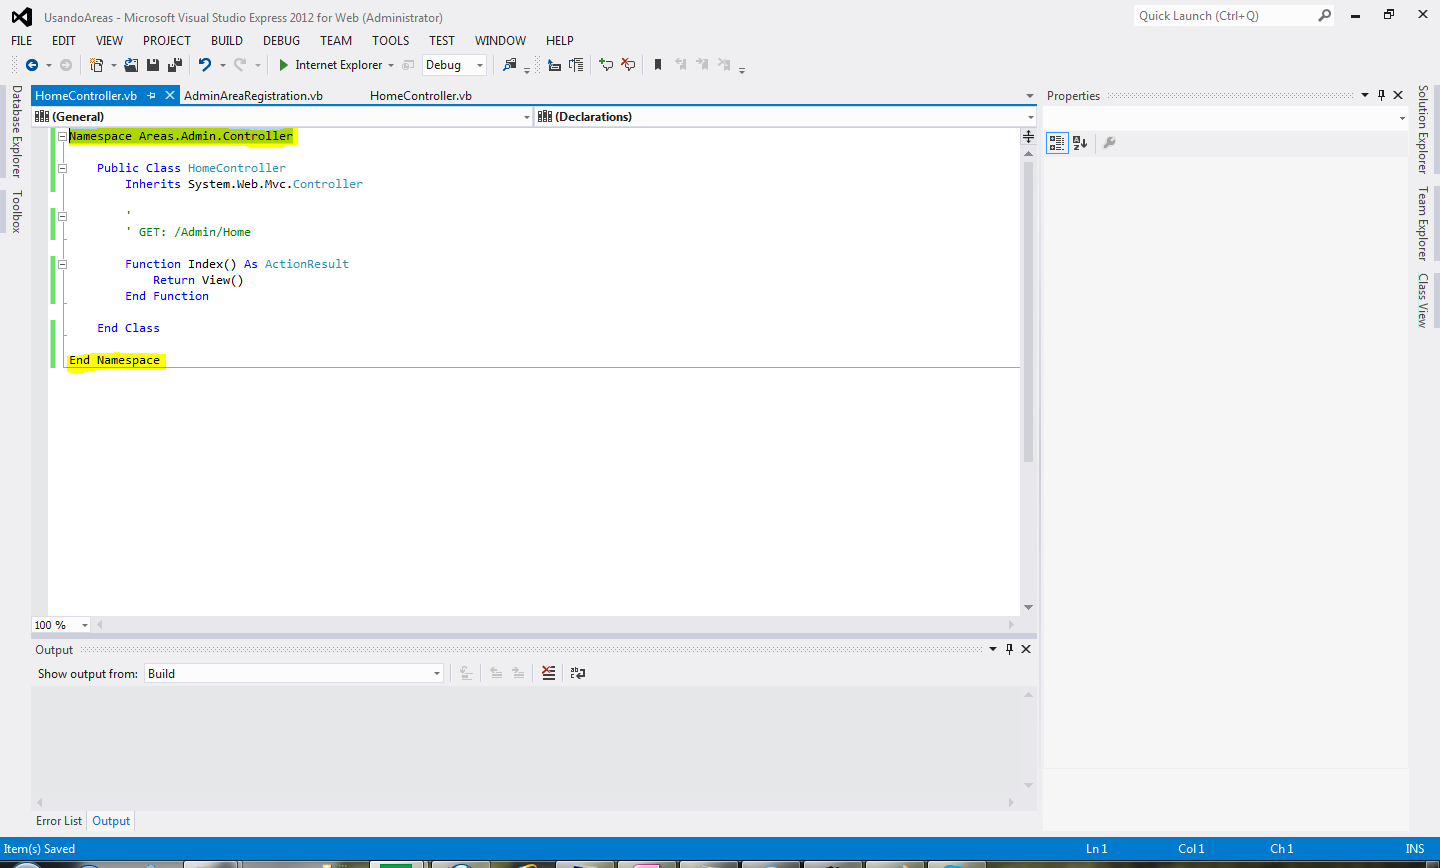 UsandoAreas - Microsoft Visual Studio Express 2012 for Web (Administrator)
Quick Launch (Ctrl+Q)
FILE EDIT VIEW PROJECT BUILD DEBUG TEAM TOOLS TEST WINDOW HELP
Internet Explorer
Debug
Database Explorer
Toolbox
HomeController.vb
AdminAreaRegistration.vb
HomeController.vb
(General)
(Declarations)
Namespace Areas.Admin.Controller
Public Class HomeController
Inherits System.Web.Mvc.Controller
'
' GET: /Admin/Home
Function Index() As ActionResult
Return View()
End Function
End Class
End Namespace
100 %
Properties
Solution Explorer
Team Explorer
Class View
Output
Show output from: Build
Error List Output
Item(s) Saved
Ln 1 Col 1 Ch 1 INS